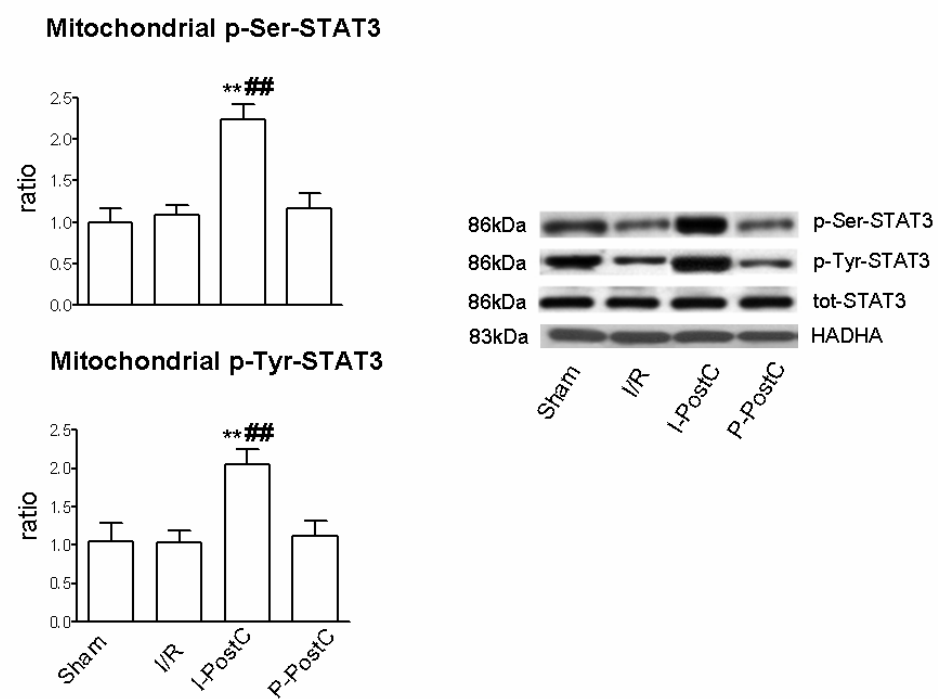 Mitochondrial p-Ser-STAT3
**##
2.5
2.0
1.5
1.0
0.5
0.0
ratio
Mitochondrial p-Tyr-STAT3
**##
2.5
2.0
1.5
1.0
0.5
0.0
ratio
Sham
I/R
I-PostC
P-PostC
86kDa p-Ser-STAT3
86kDa p-Tyr-STAT3
86kDa tot-STAT3
83kDa HADHA
Sham
I/R
I-PostC
P-PostC